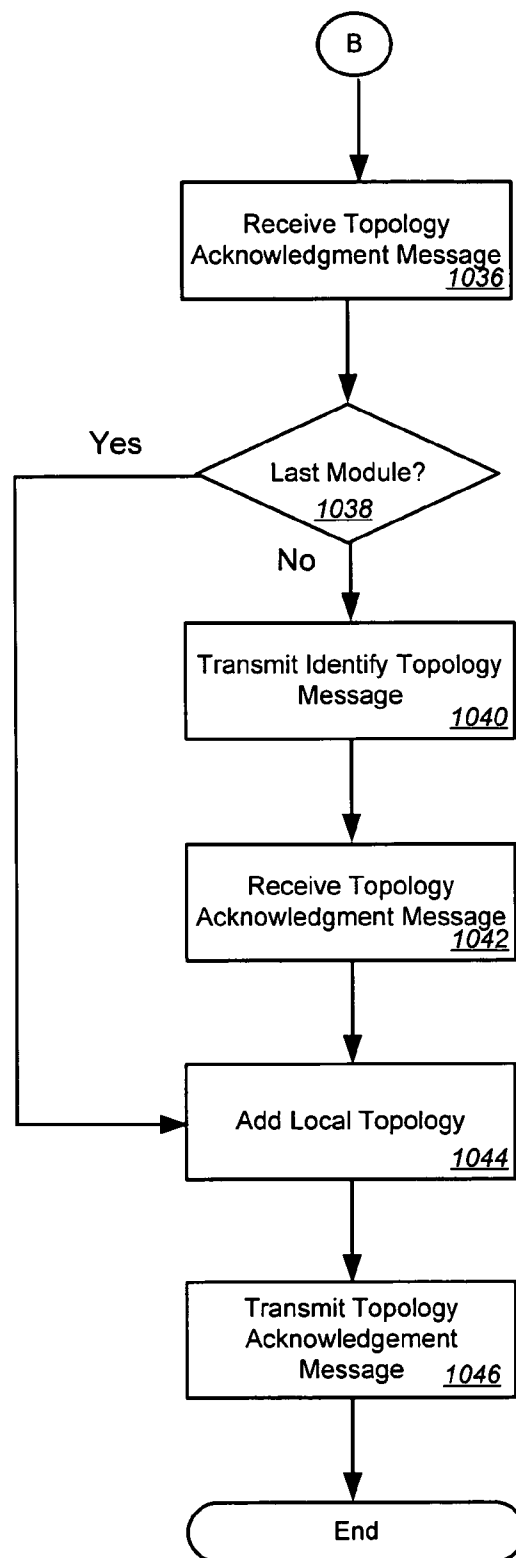 B
Receive Topology
Acknowledgment Message
1036
Yes
Last Module?
1038
No
Transmit Identify Topology
Message
1040
Receive Topology
Acknowledgment Message
1042
Add Local Topology
1044
Transmit Topology
Acknowledgement
Message
1046
End